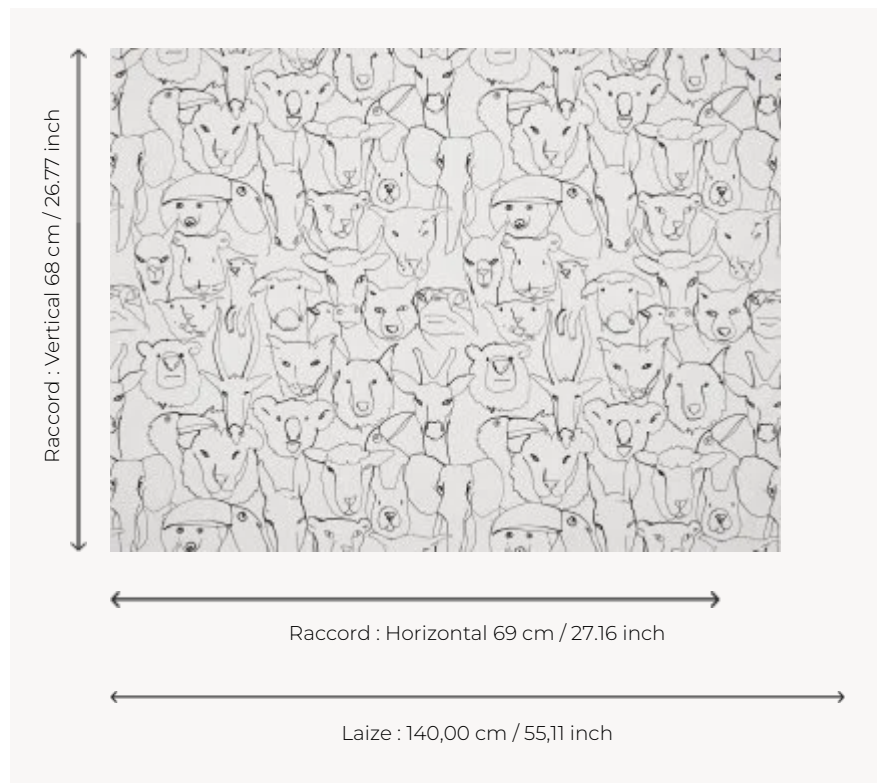 Raccord : Vertical 68 cm / 26.77 inch
Raccord : Horizontal 69 cm / 27.16 inch
Laize : 140,00 cm / 55,11 inch